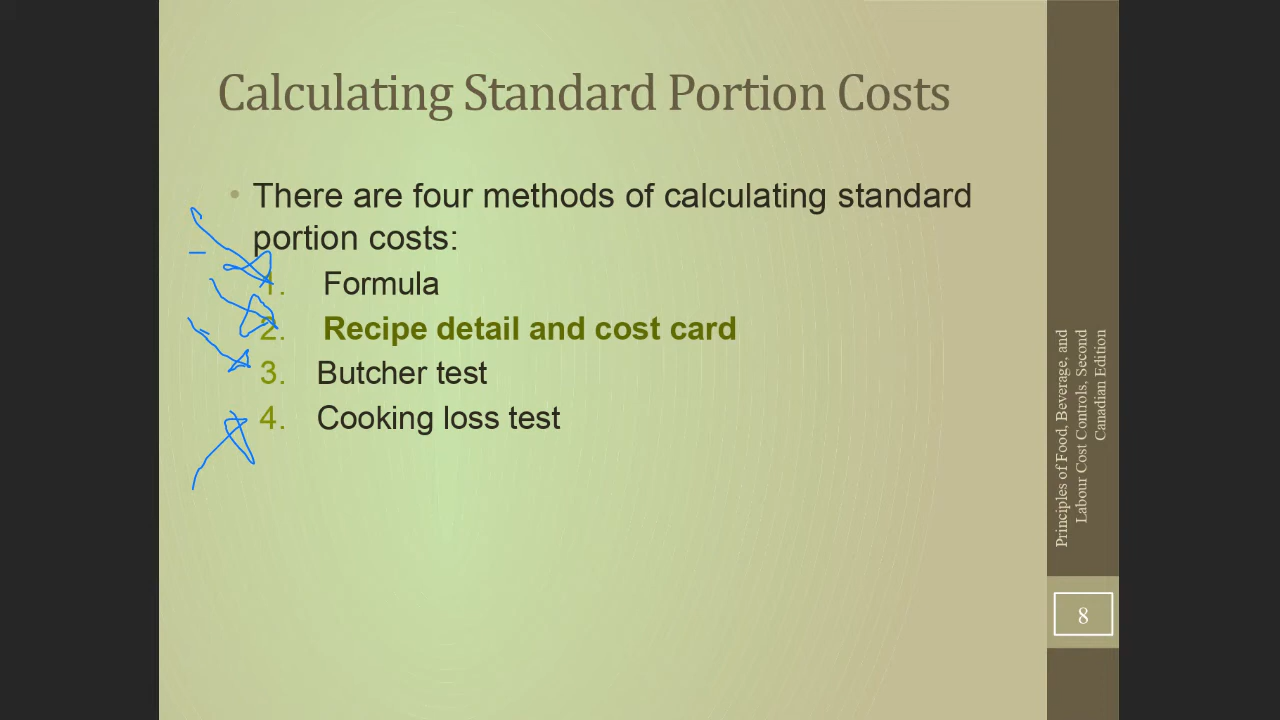 Calculating Standard Portion Costs
• There are four methods of calculating standard
portion costs:
1. Formula
2. Recipe detail and cost card
3. Butcher test
4. Cooking loss test
Principles of Food, Beverage, and
Labour Cost Controls, Second
Canadian Edition
8